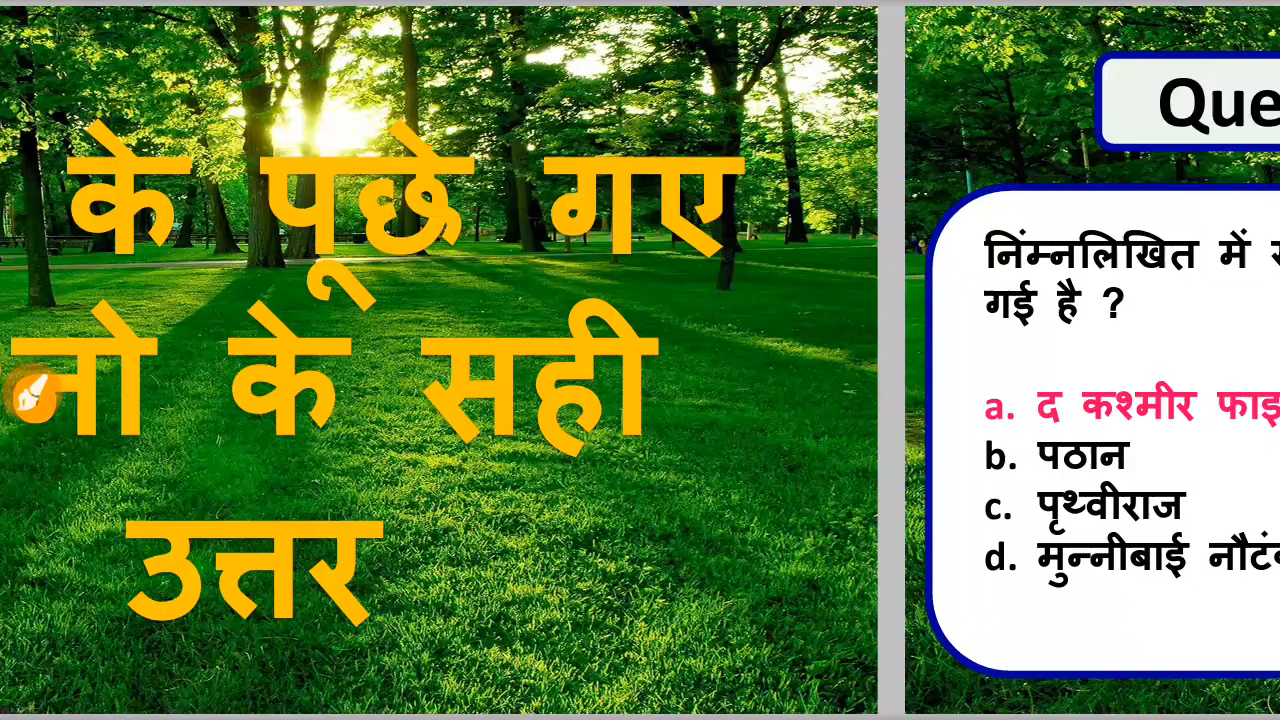 के पूछे गए
नो के सही
उत्तर
Que
निंम्नलिखित में
गई है ?
a. द कश्मीर फाइ
b. पठान
c. पृथ्वीराज
d. मुन्नीबाई नौटं